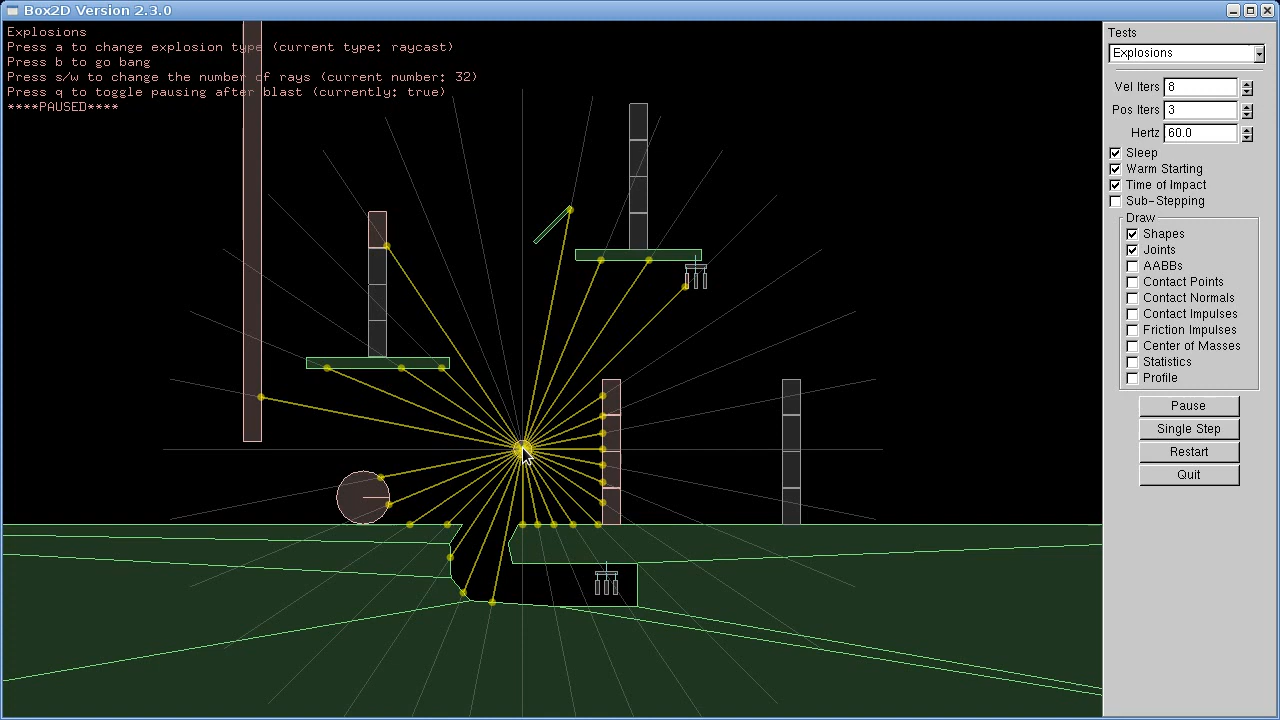 Box2D Version 2.3.0
Explosions
Press a to change explosion type (current type: raycast)
Press b to go bang
Press s/w to change the number of rays (current number: 32)
Press q to toggle pausing after blast (currently: true)
****PAUSED****
Tests
Explosions
Vel Iters 8
Pos Iters 3
Hertz 60.0
Sleep
Warm Starting
Time of Impact
Sub-Stepping
Draw
Shapes
Joints
AABBs
Contact Points
Contact Normals
Contact Impulses
Friction Impulses
Center of Masses
Statistics
Profile
Pause
Single Step
Restart
Quit